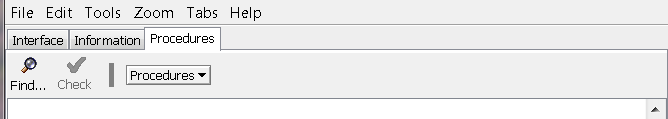 File Edit Tools Zoom Tabs Help
Interface Information Procedures
Find... Check Procedures